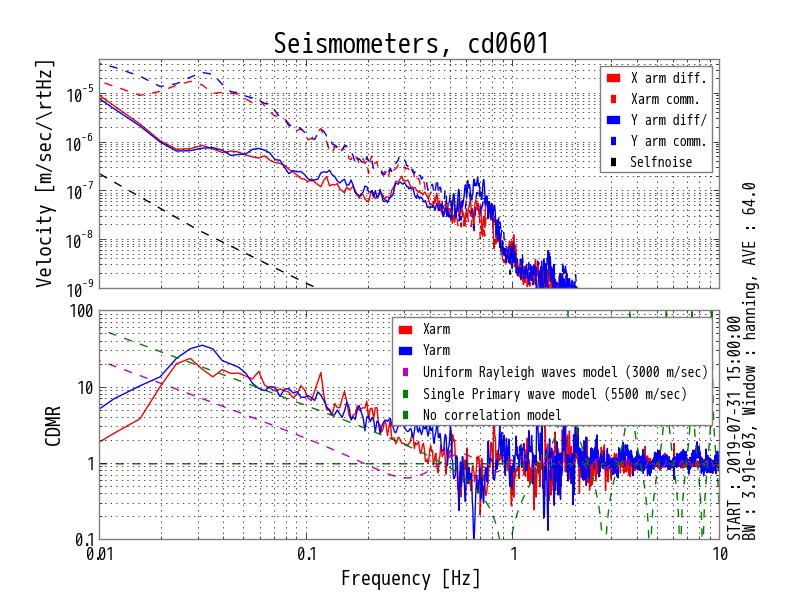 Seismometers, cd0601
Velocity [m/sec/\rtHz]
10^-5
10^-6
10^-7
10^-8
10^-9
X arm diff.
Xarm comm.
Y arm diff/
Y arm comm.
Selfnoise
CDMR
100
10
1
0.1
Xarm
Yarm
Uniform Rayleigh waves model (3000 m/sec)
Single Primary wave model (5500 m/sec)
No correlation model
0.01
0.1
1
10
Frequency [Hz]
START : 2019-07-31 15:00:00
BW : 3.91e-03, Window : hanning, AVE : 64.0